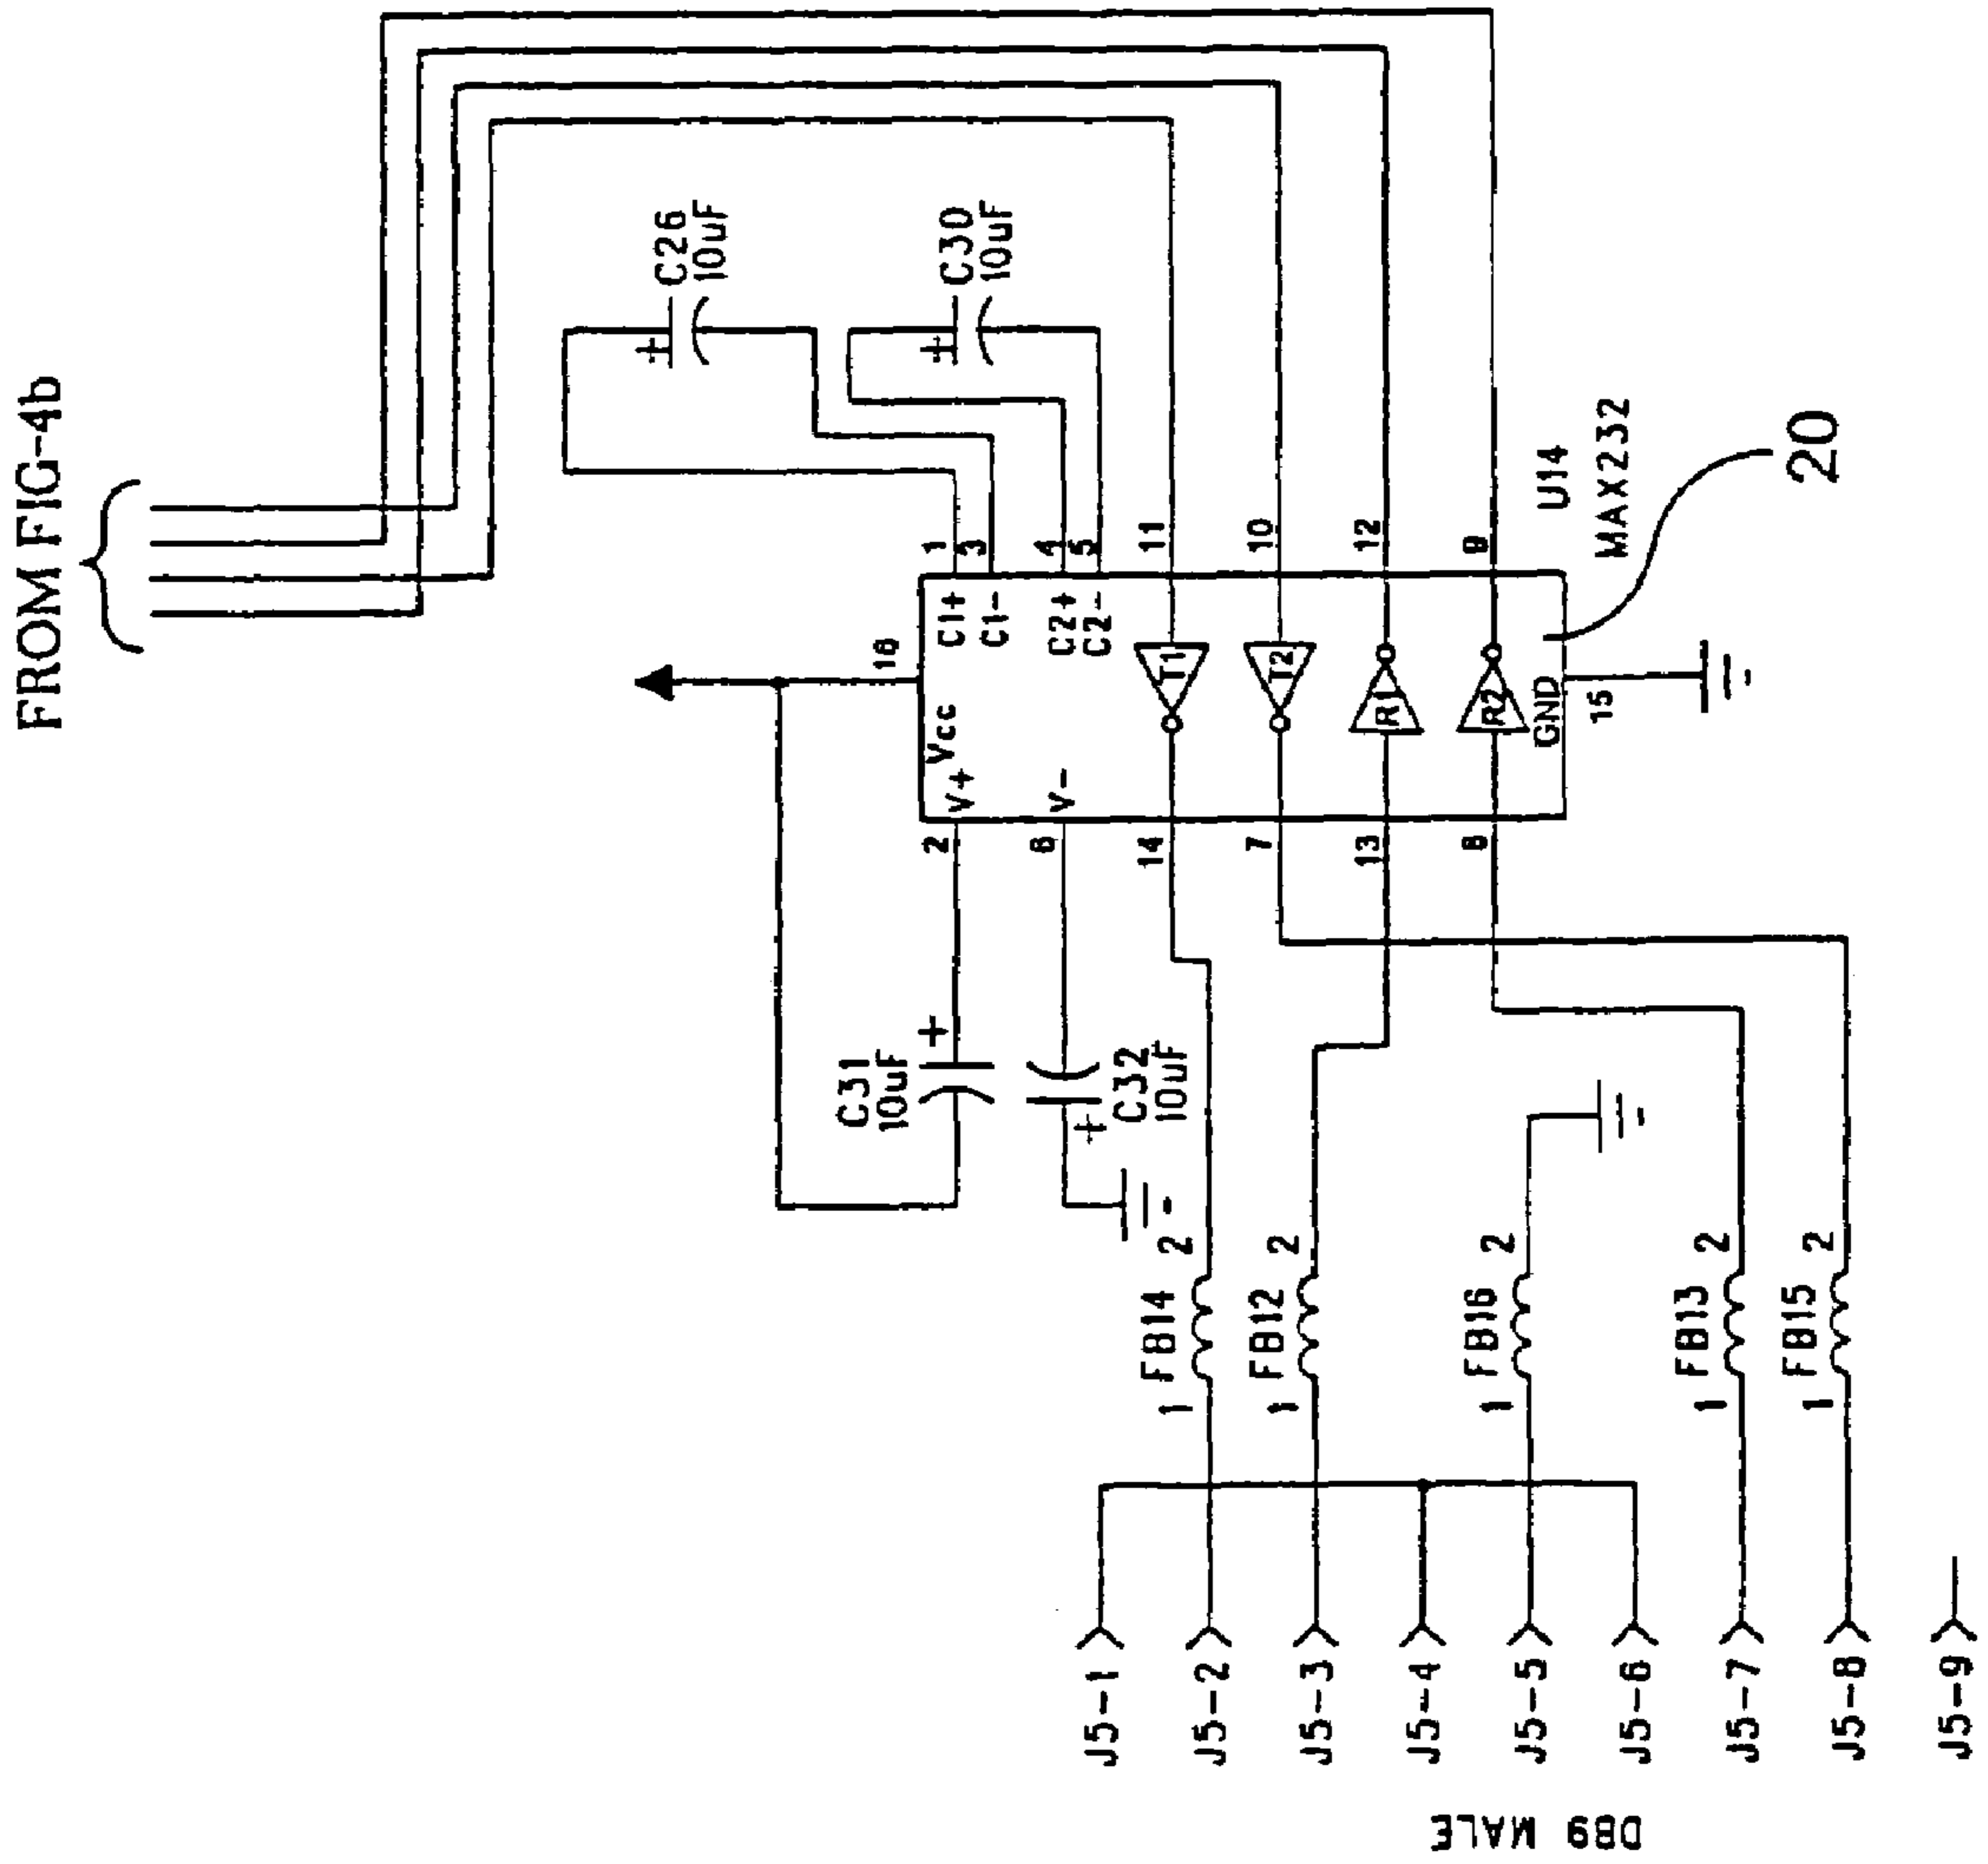 FROM FIG-4b
C26
10uF
C30
10uF
1
3
4
5
11
10
12
9
U14
MAX232
20
16
Vcc
C1+
C1-
C2+
C2-
V+
V-
T1
T2
R1
R2
GND
15
2
6
14
7
13
8
C31
10uF
+
C32
10uF
+
FB14
1
2
FB12
1
2
FB16
1
2
FB13
1
2
FB15
1
2
J5-1
J5-2
J5-3
J5-4
J5-5
J5-6
J5-7
J5-8
J5-9
DB9 MALE